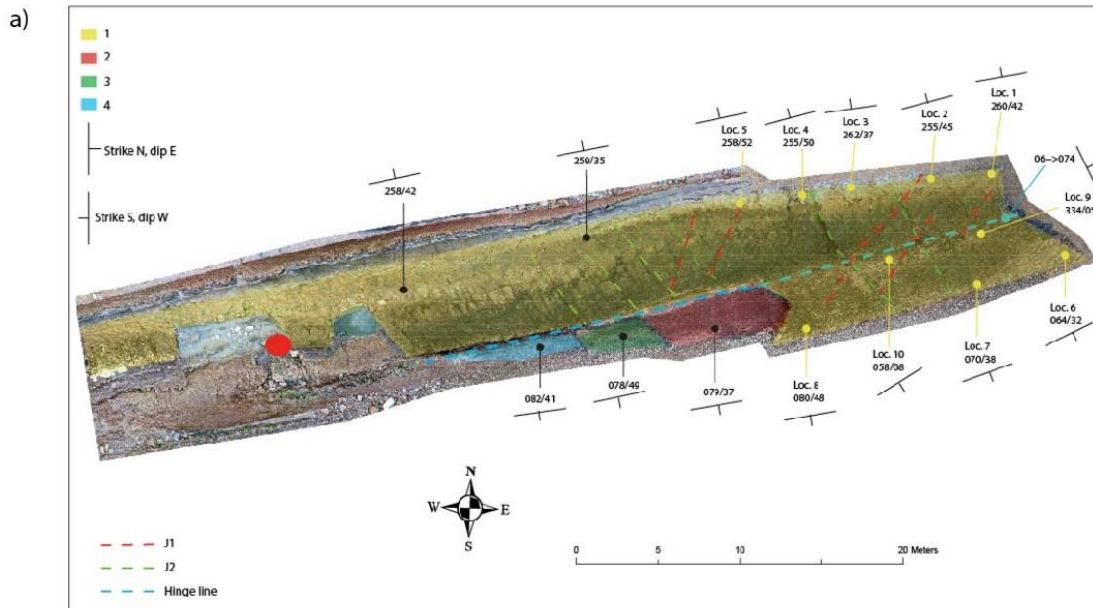 a)
1
2
3
4
Strike N, dip E
Strike S, dip W
258/42
259/35
Loc. 5
258/52
Loc. 4
255/50
Loc. 3
262/37
Loc. 2
255/45
Loc. 1
260/42
06-->074
Loc. 9
334/05
Loc. 6
064/32
Loc. 7
070/38
Loc. 10
058/08
Loc. 8
080/48
079/37
078/49
082/41
N
W E
S
J1
J2
Hinge line
0 5 10 20 Meters